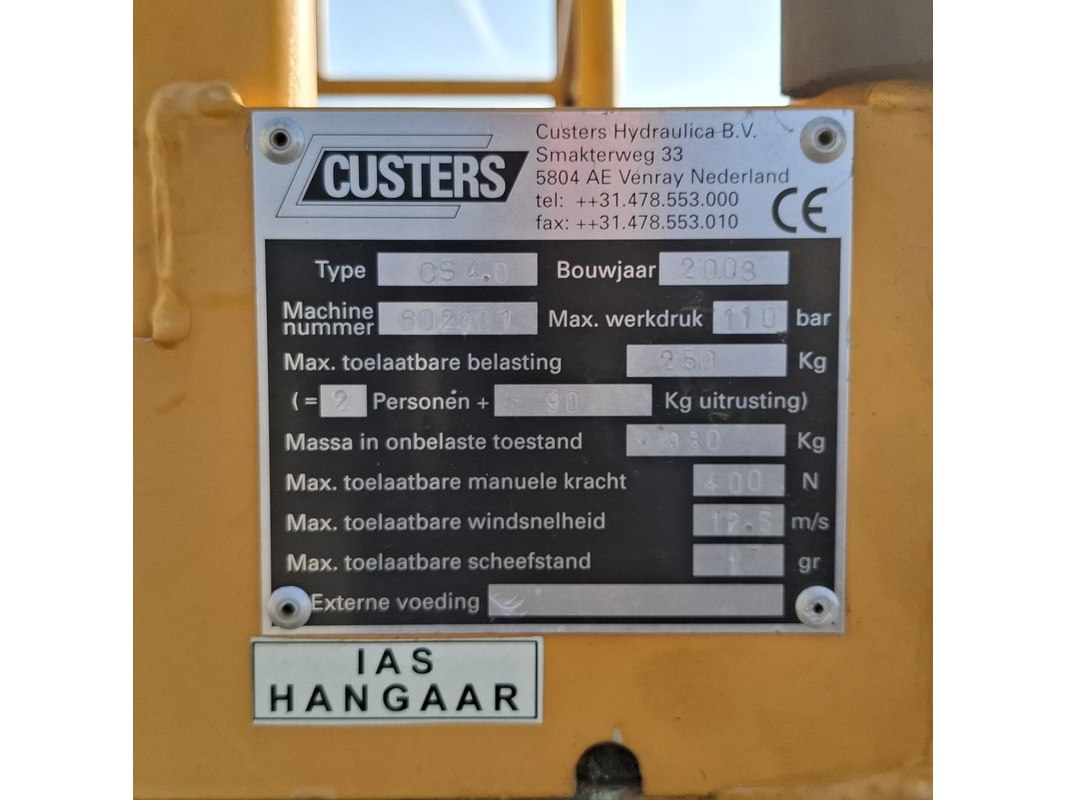 CUSTERS
Custers Hydraulica B.V.
Smakterweg 33
5804 AE Venray Nederland
tel: ++31.478.553.000
fax: ++31.478.553.010
CE
Type CS 4.0 Bouwjaar 2003
Machine nummer Max. werkdruk 110 bar
Max. toelaatbare belasting 250 Kg
( = 2 Personen + 90 Kg uitrusting)
Massa in onbelaste toestand Kg
Max. toelaatbare manuele kracht 400 N
Max. toelaatbare windsnelheid 12.5 m/s
Max. toelaatbare scheefstand gr
Externe voeding
IAS
HANGAAR